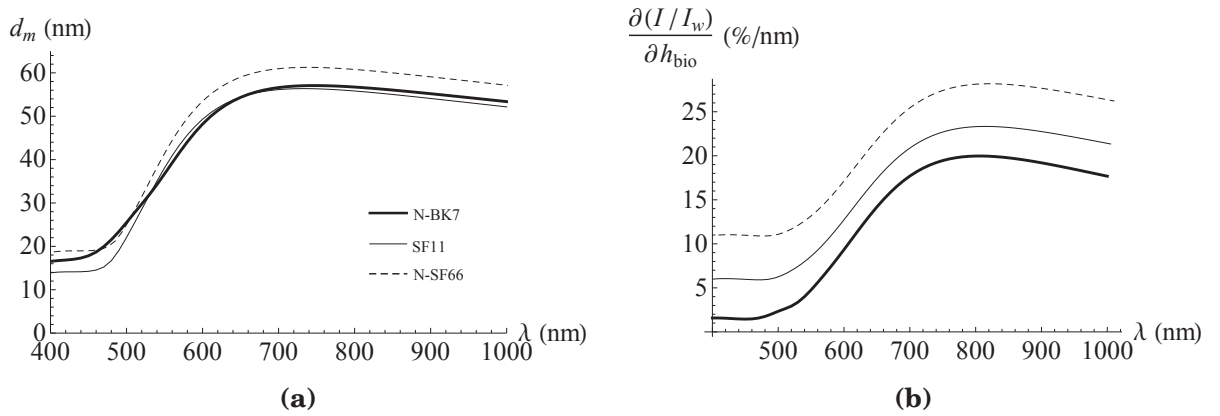 d_m (nm)
60
50
40
30
20
10
0
400 500 600 700 800 900 1000 λ (nm)
N-BK7
SF11
N-SF66
(a)
∂(I / I_w)
∂h_bio
(%/nm)
25
20
15
10
5
500 600 700 800 900 1000 λ (nm)
(b)